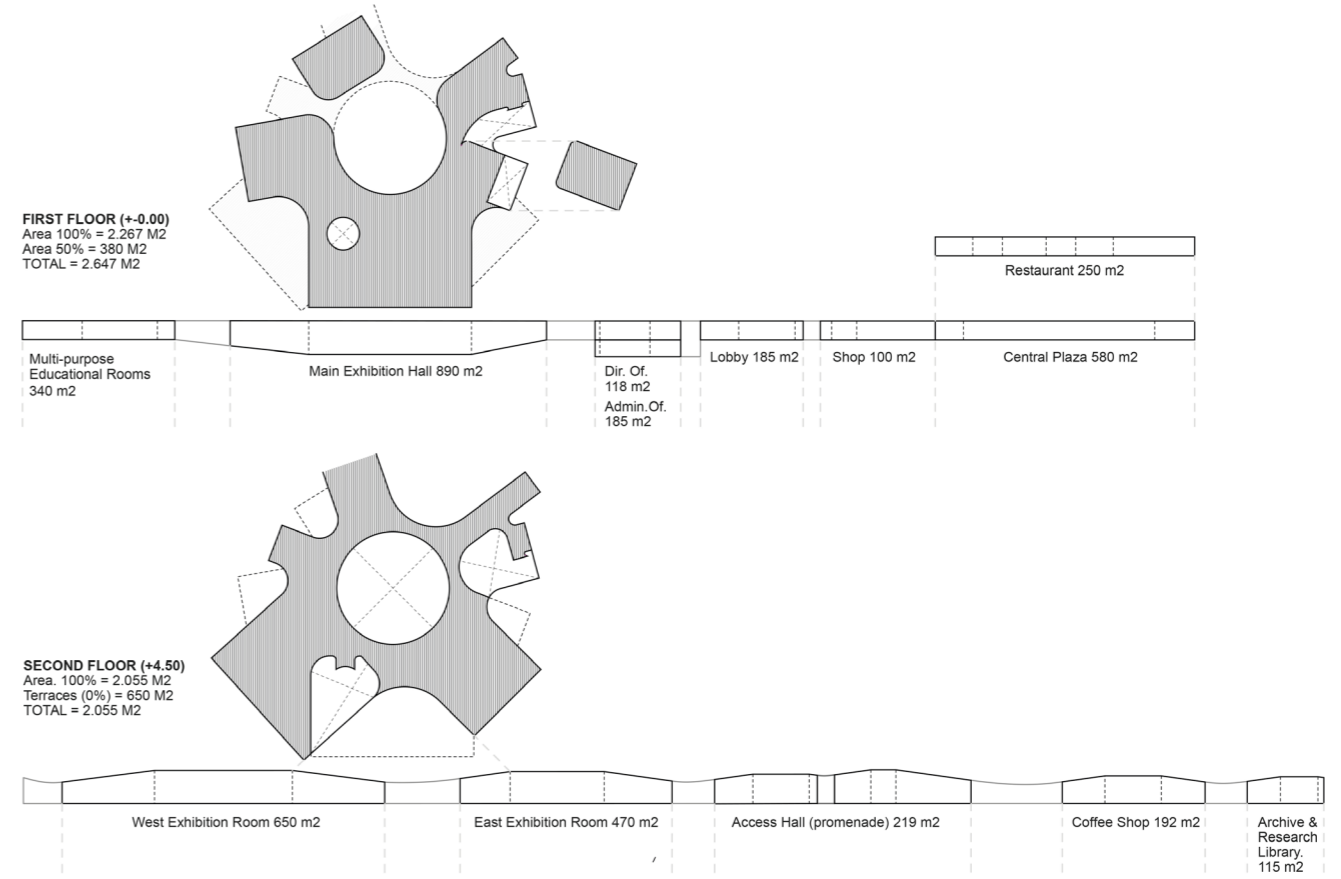 FIRST FLOOR (+-0.00)
Area 100% = 2.267 M2
Area 50% = 380 M2
TOTAL = 2.647 M2
Restaurant 250 m2
Multi-purpose
Educational Rooms
340 m2
Main Exhibition Hall 890 m2
Dir. Of.
118 m2
Admin.Of.
185 m2
Lobby 185 m2
Shop 100 m2
Central Plaza 580 m2
SECOND FLOOR (+4.50)
Area. 100% = 2.055 M2
Terraces (0%) = 650 M2
TOTAL = 2.055 M2
West Exhibition Room 650 m2
East Exhibition Room 470 m2
Access Hall (promenade) 219 m2
Coffee Shop 192 m2
Archive &
Research
Library.
115 m2